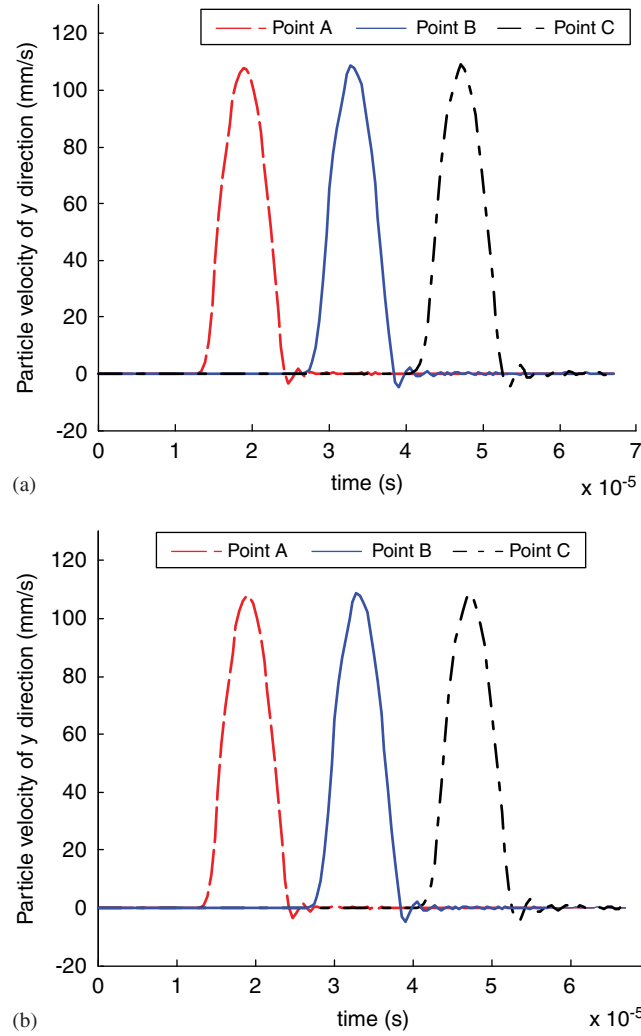 Point A Point B Point C
120
100
80
60
40
20
0
-20
Particle velocity of y direction (mm/s)
0 1 2 3 4 5 6 7
(a)
time (s)
x 10-5
Point A Point B Point C
120
100
80
60
40
20
0
-20
Particle velocity of y direction (mm/s)
0 1 2 3 4 5 6
(b)
time (s)
x 10-5